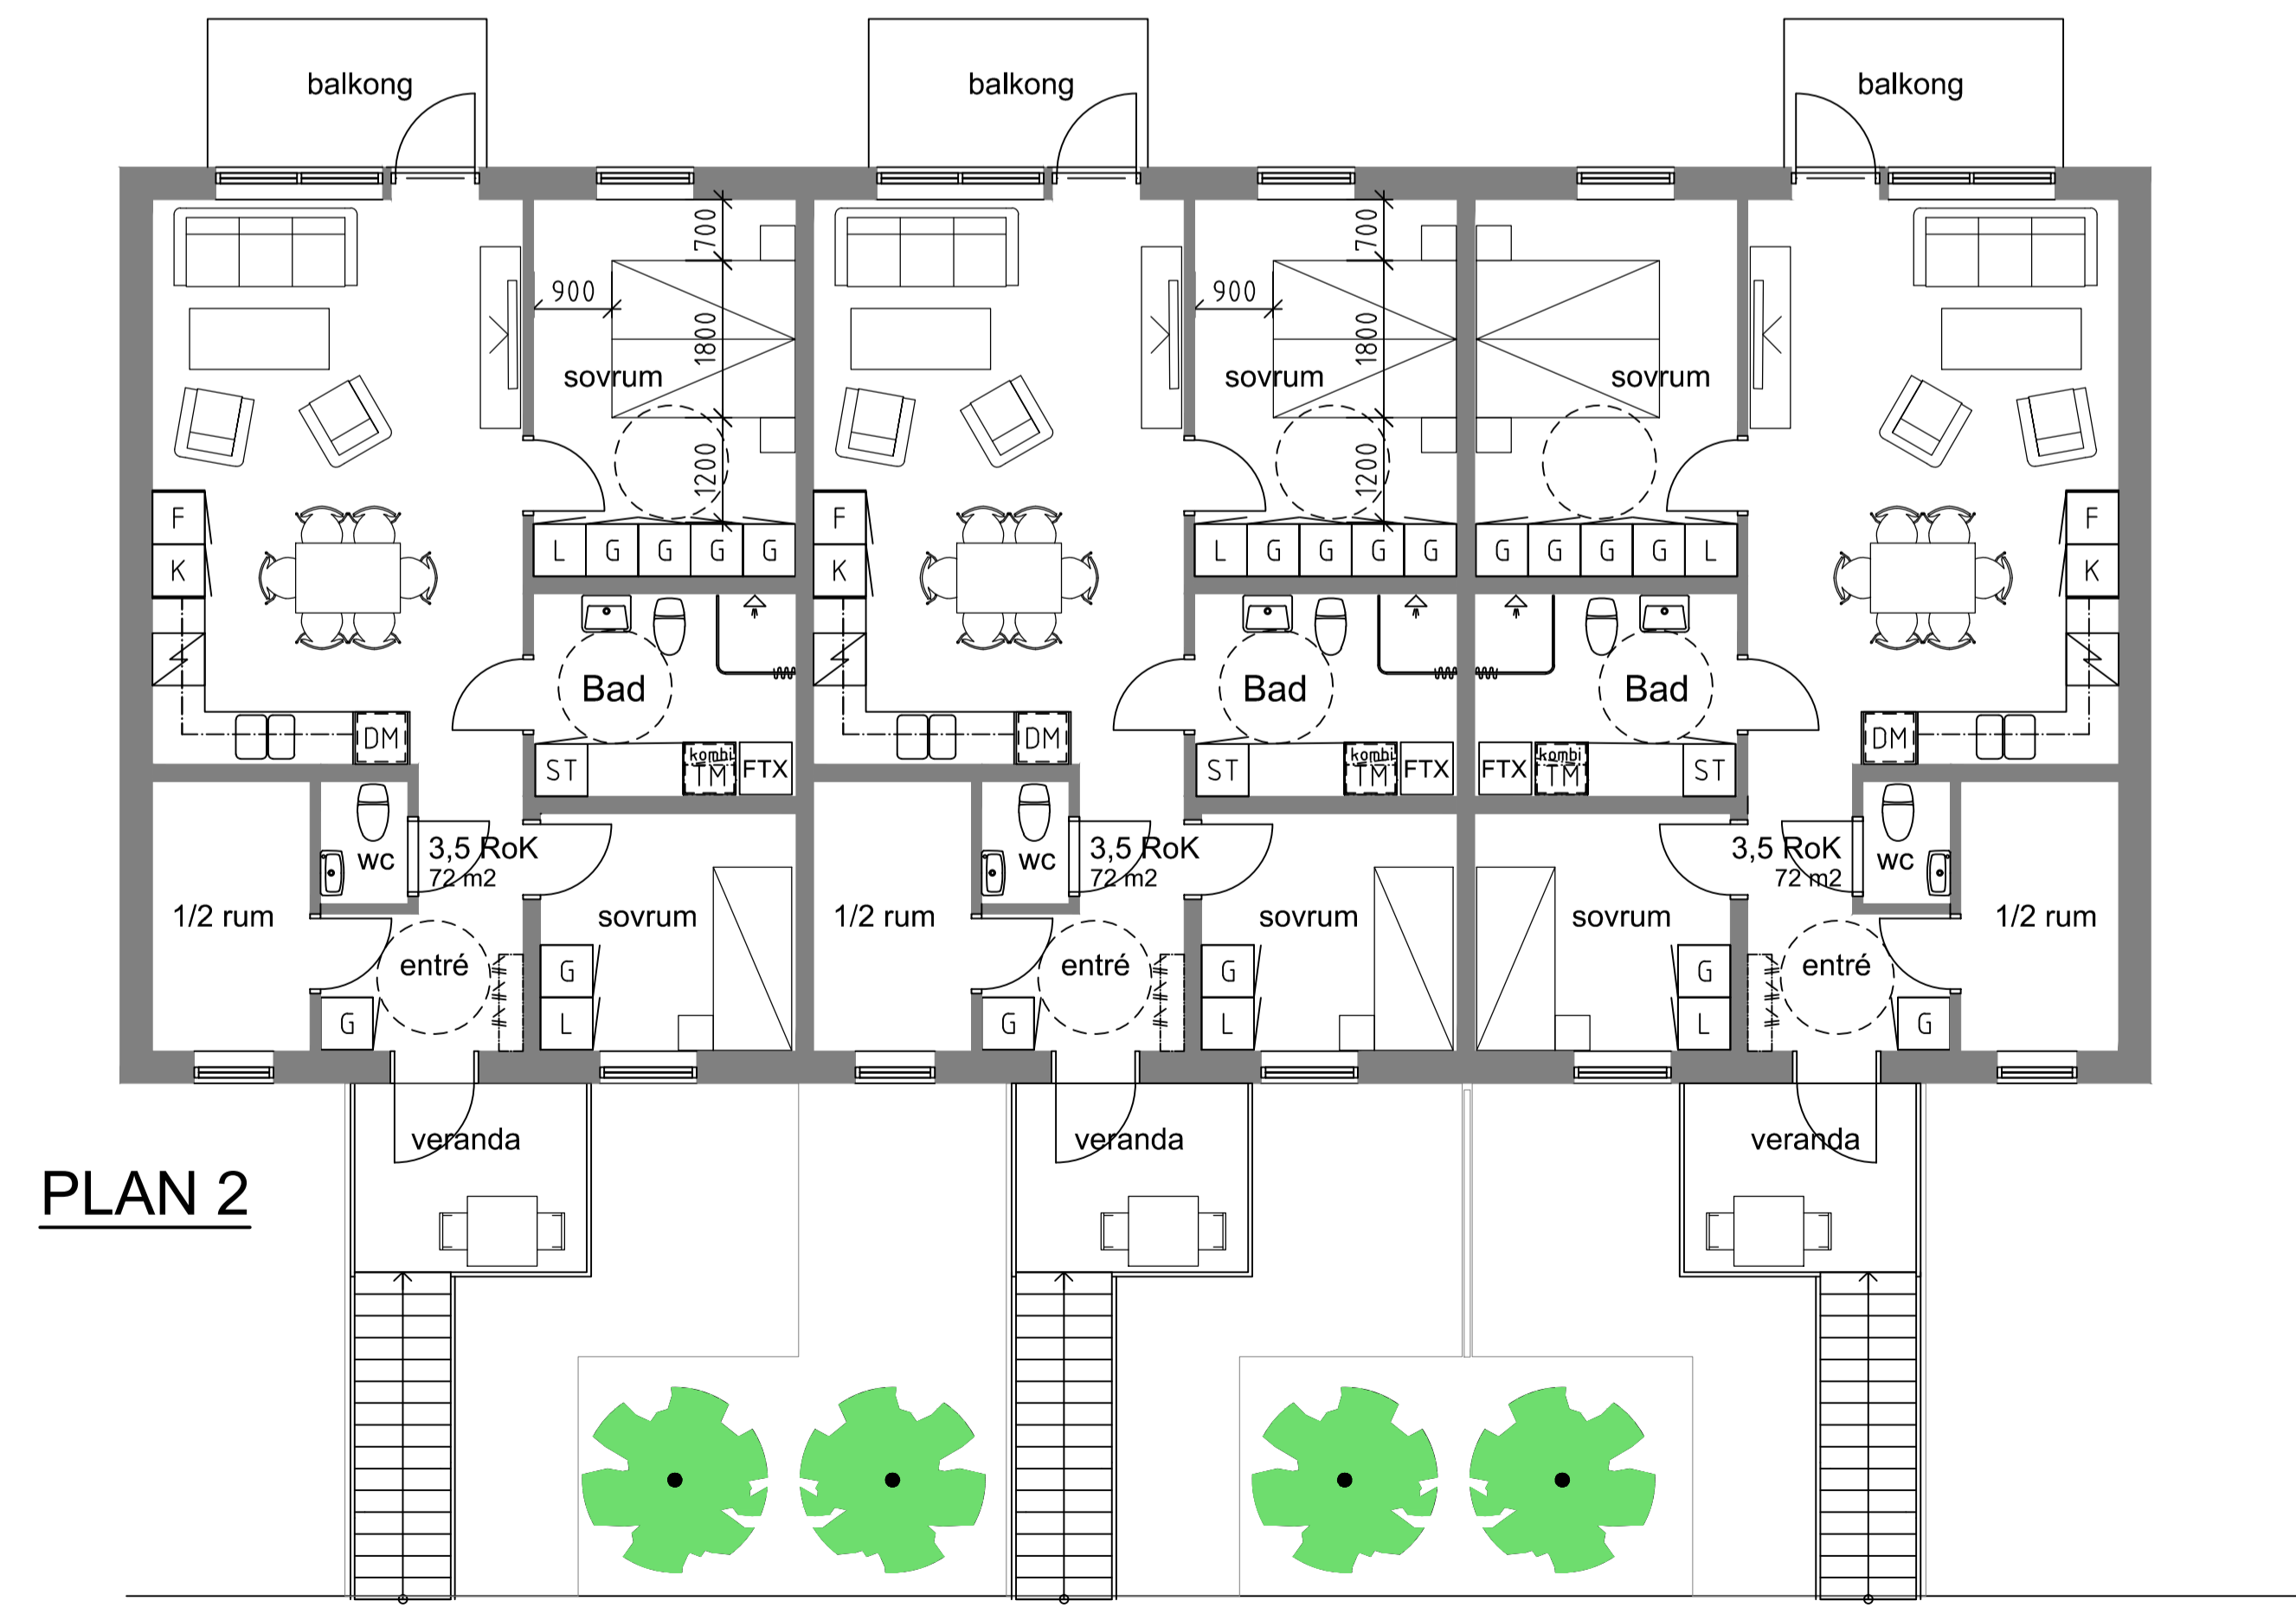 balkong balkong balkong
700 700
900 900
1800 1800
sovrum sovrum sovrum
1200 1200
F F F
L G G G G L G G G G G G G G L
K K K
Bad Bad Bad
DM DM DM
ST kombi TM FTX ST kombi TM FTX FTX kombi TM ST
3,5 RoK 3,5 RoK 3,5 RoK
wc wc wc
72 m2 72 m2 72 m2
1/2 rum sovrum 1/2 rum sovrum sovrum 1/2 rum
entré entré entré
G G G
G L G L L G
veranda veranda veranda
PLAN 2